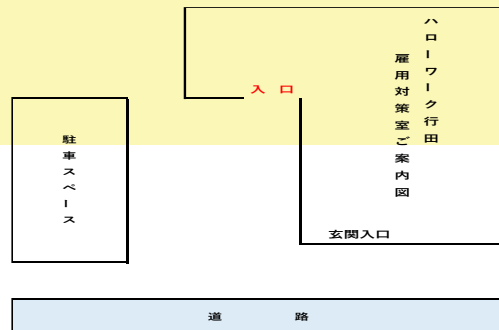 ハローワーク行田
雇用対策室ご案内図
入 口
駐車スペース
玄関入口
道 路